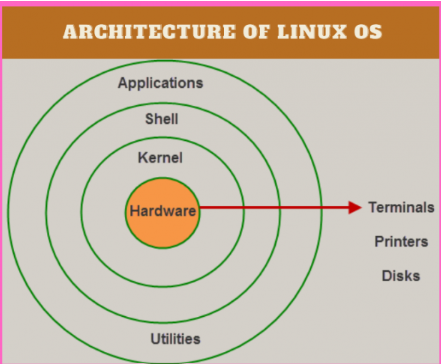 ARCHITECTURE OF LINUX OS
Applications
Shell
Kernel
Hardware
Terminals
Printers
Disks
Utilities